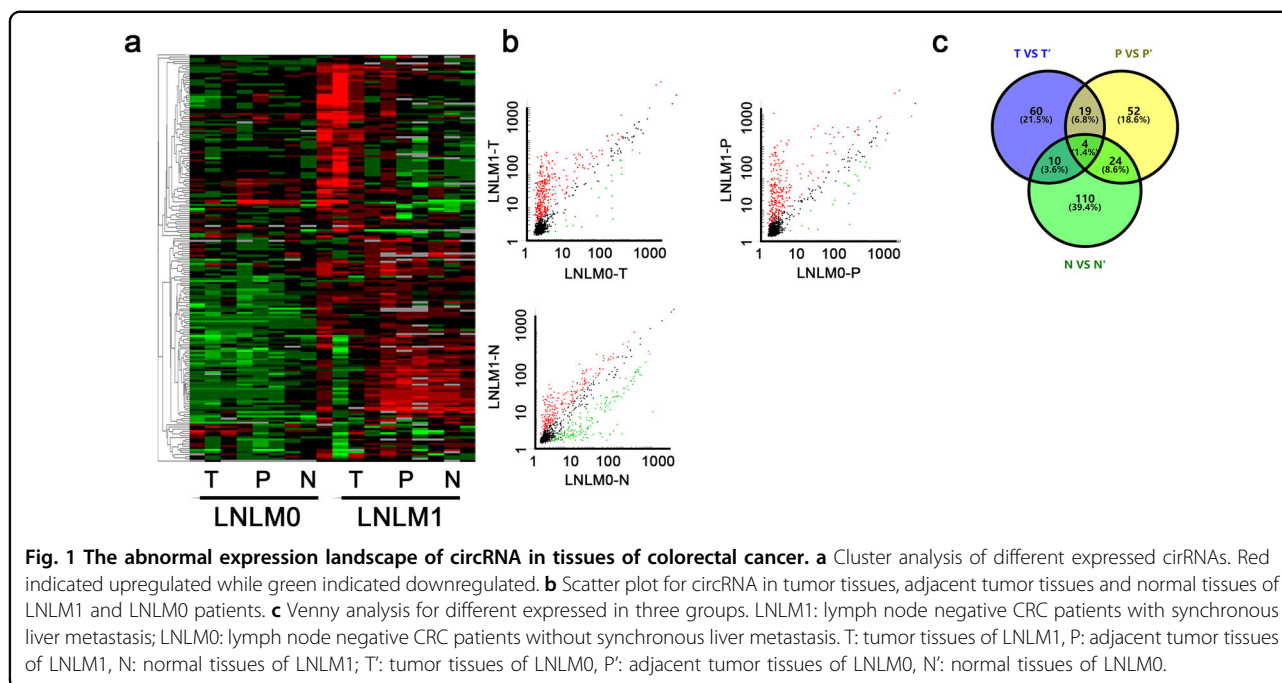 a
b
c
T P N
LNLM0
T P N
LNLM1
LNLM1-T
1000
100
10
1
1 10 100 1000
LNLM0-T
LNLM1-P
1000
100
10
1
1 10 100 1000
LNLM0-P
LNLM1-N
1000
100
10
1
1 10 100 1000
LNLM0-N
T VS T'
P VS P'
60
(21.5%)
19
(6.8%)
52
(18.6%)
4
(1.4%)
10
(3.6%)
24
(8.6%)
110
(39.4%)
N VS N'
Fig. 1 The abnormal expression landscape of circRNA in tissues of colorectal cancer. a Cluster analysis of different expressed cirRNAs. Red
indicated upregulated while green indicated downregulated. b Scatter plot for circRNA in tumor tissues, adjacent tumor tissues and normal tissues of
LNLM1 and LNLM0 patients. c Venny analysis for different expressed in three groups. LNLM1: lymph node negative CRC patients with synchronous
liver metastasis; LNLM0: lymph node negative CRC patients without synchronous liver metastasis. T: tumor tissues of LNLM1, P: adjacent tumor tissues
of LNLM1, N: normal tissues of LNLM1; T′: tumor tissues of LNLM0, P′: adjacent tumor tissues of LNLM0, N′: normal tissues of LNLM0.